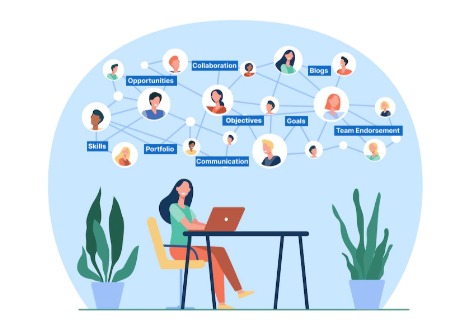 Collaboration
Blogs
Opportunities
Objectives
Goals
Team Endorsement
Skills
Portfolio
Communication